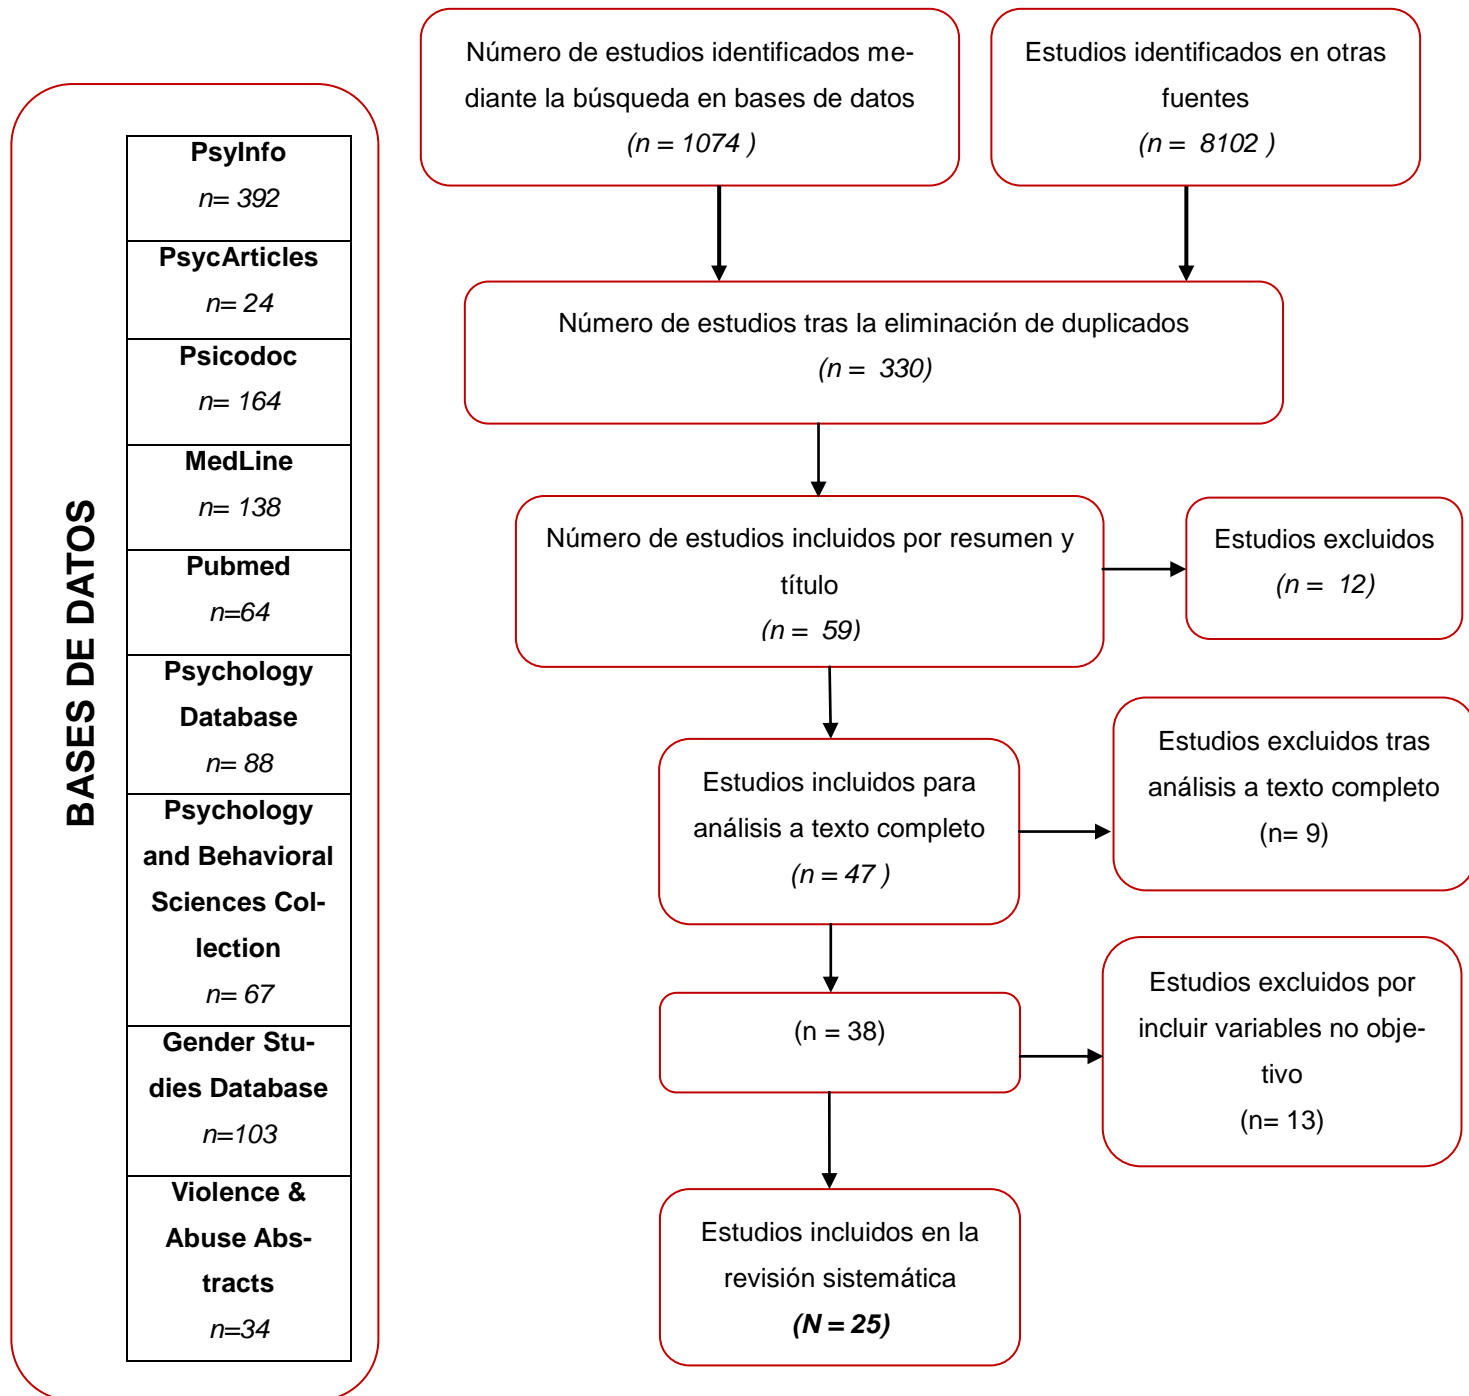 BASES DE DATOS
PsyInfo
n= 392
PsycArticles
n= 24
Psicodoc
n= 164
MedLine
n= 138
Pubmed
n=64
Psychology
Database
n= 88
Psychology
and Behavioral
Sciences Col-
lection
n= 67
Gender Stu-
dies Database
n=103
Violence &
Abuse Abs-
tracts
n=34
Número de estudios identificados me-
diante la búsqueda en bases de datos
(n = 1074 )
Estudios identificados en otras
fuentes
(n = 8102 )
Número de estudios tras la eliminación de duplicados
(n = 330)
Número de estudios incluidos por resumen y
título
(n = 59)
Estudios excluidos
(n = 12)
Estudios incluidos para
análisis a texto completo
(n = 47 )
Estudios excluidos tras
análisis a texto completo
(n= 9)
(n = 38)
Estudios excluidos por
incluir variables no obje-
tivo
(n= 13)
Estudios incluidos en la
revisión sistemática
(N = 25)